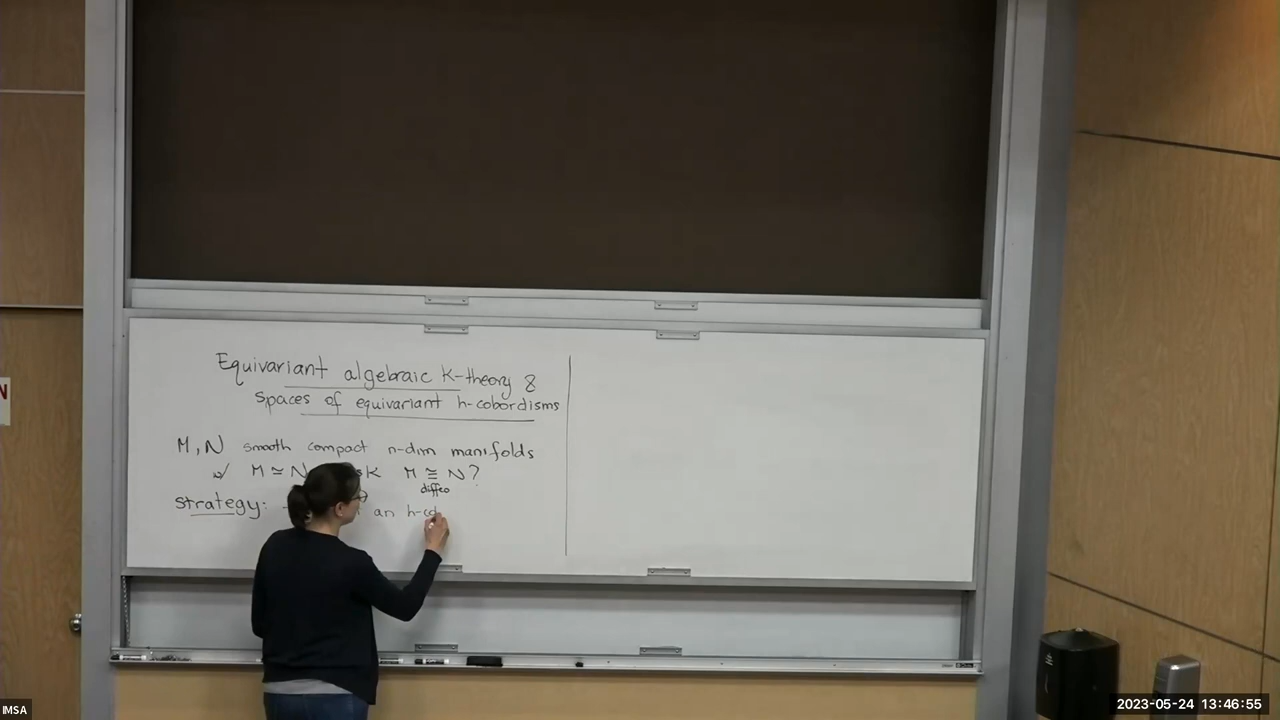 Equivariant algebraic K-theory &
Spaces of equivariant h-cobordisms
M, N smooth compact n-dim manifolds
w/ M ≃ N K M ≅ N?
diffeo
Strategy: an h-co
N
IMSA
2023-05-24 13:46:55